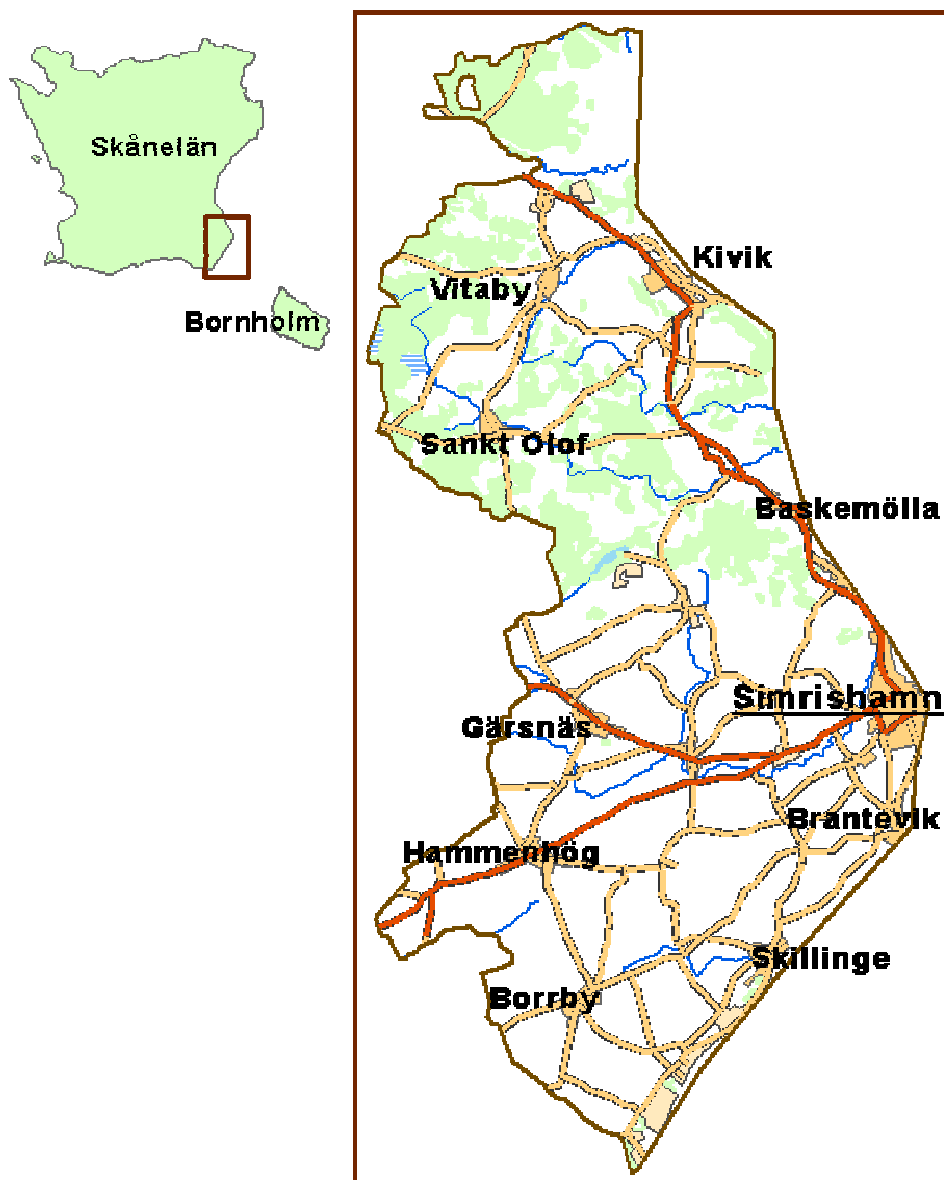 Skånelän
Bornholm
Kivik
Vitaby
Sankt Olof
Baskemölla
Simrishamn
Gärsnäs
Brantevik
Hammenhög
Skillinge
Borrby